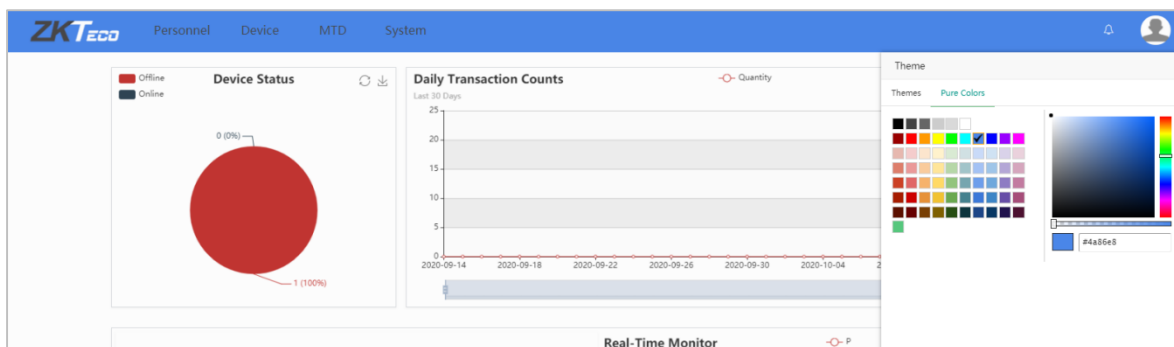 ZKTeco Personnel Device MTD System
Theme
Themes Pure Colors
Offline
Online
Device Status
0 (0%)
1 (100%)
Daily Transaction Counts
Quantity
Last 30 Days
25
20
15
10
5
0
2020-09-14 2020-09-18 2020-09-22 2020-09-26 2020-09-30 2020-10-04 2
#4a86e8
Real-Time Monitor
P